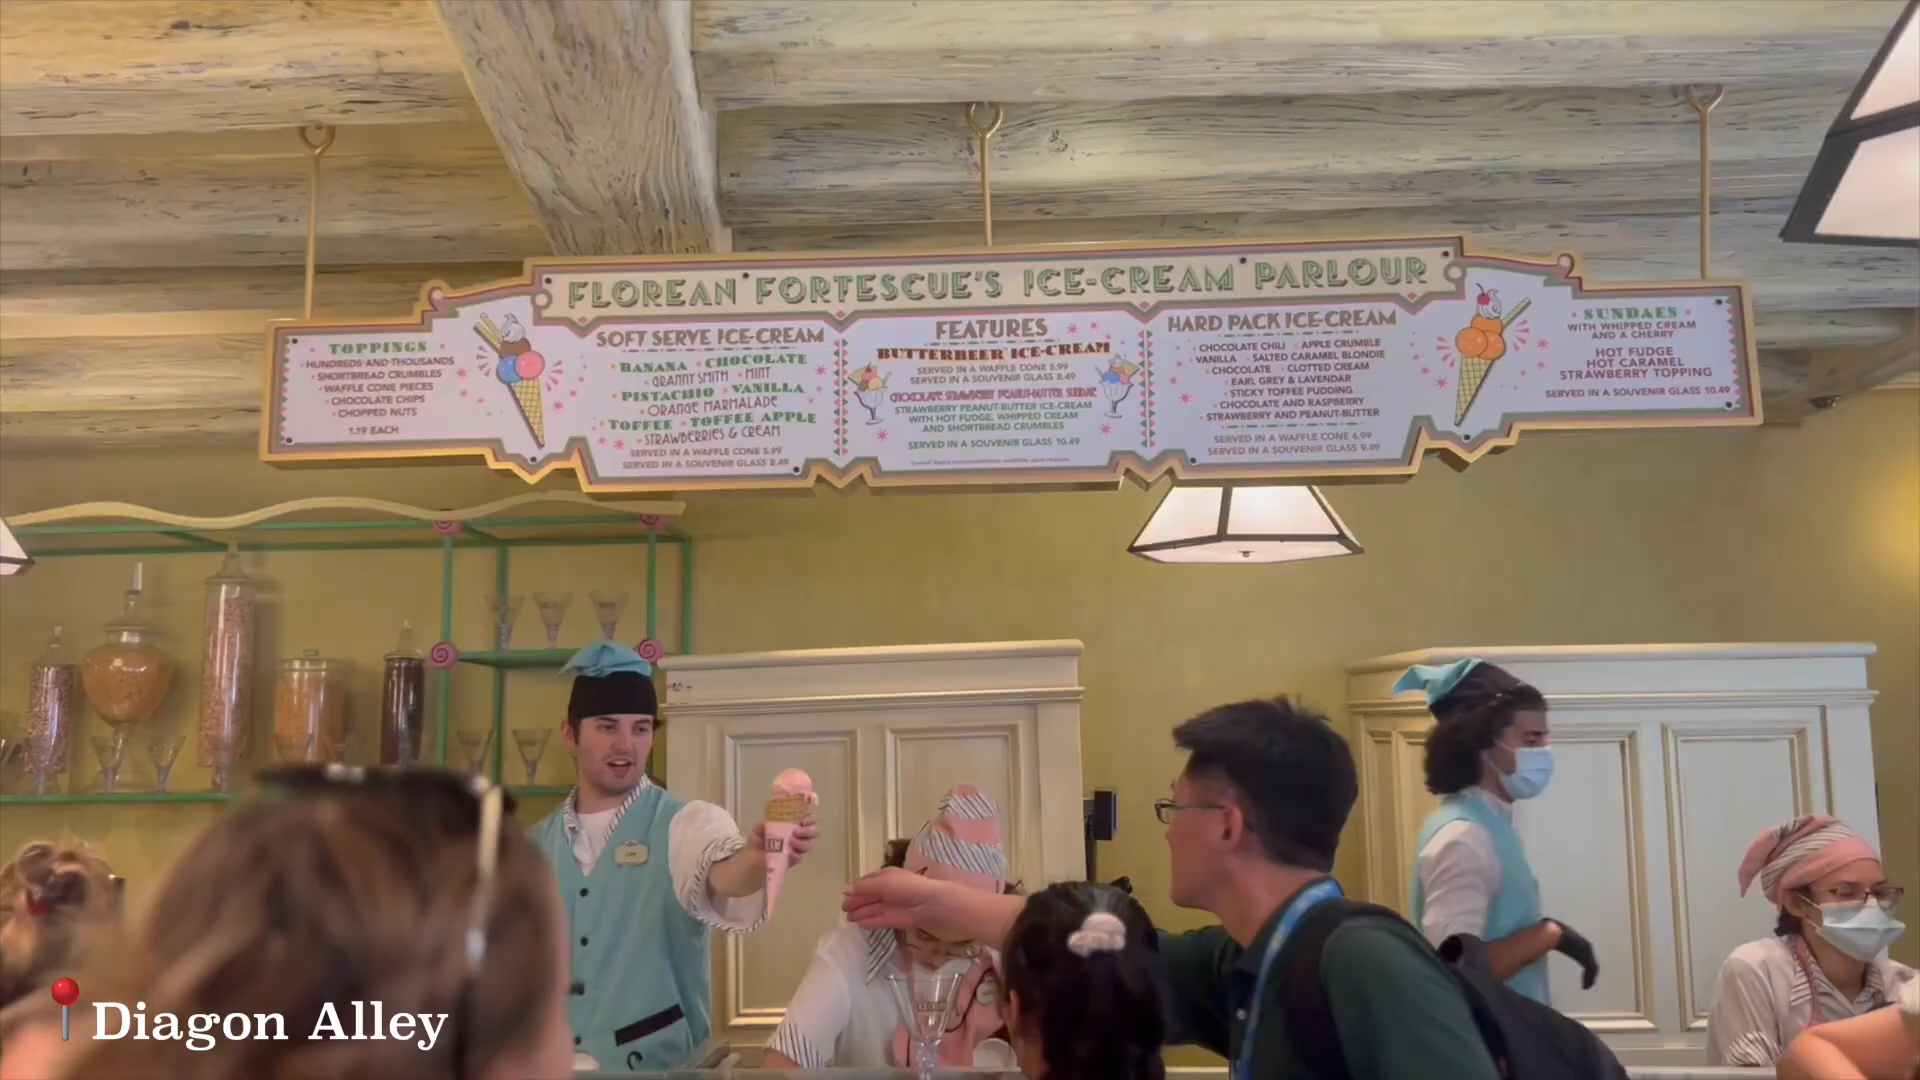 FLOREAN FORTESCUE'S ICE-CREAM PARLOUR
TOPPINGS
• HUNDREDS AND THOUSANDS
• SHORTBREAD CRUMBLES
• WAFFLE CONE PIECES
• CHOCOLATE CHIPS
• CHOPPED NUTS
1.19 EACH
SOFT SERVE ICE-CREAM
• BANANA • CHOCOLATE
• GRANNY SMITH • MINT
PISTACHIO • VANILLA
• ORANGE MARMALADE
• TOFFEE • TOFFEE APPLE
• STRAWBERRIES & CREAM
SERVED IN A WAFFLE CONE 5.99
SERVED IN A SOUVENIR GLASS 8.49
FEATURES
BUTTERBEER ICE-CREAM
SERVED IN A WAFFLE CONE 5.99
SERVED IN A SOUVENIR GLASS 8.49
CHOCOLATE STRAWBERRY PEANUT-BUTTER SUNDAE
STRAWBERRY PEANUT-BUTTER ICE-CREAM
WITH HOT FUDGE, WHIPPED CREAM
AND SHORTBREAD CRUMBLES
SERVED IN A SOUVENIR GLASS 10.49
HARD PACK ICE-CREAM
• CHOCOLATE CHILI • APPLE CRUMBLE
• VANILLA • SALTED CARAMEL BLONDIE
• CHOCOLATE • CLOTTED CREAM
• EARL GREY & LAVENDAR
• STICKY TOFFEE PUDDING
• CHOCOLATE AND RASPBERRY
• STRAWBERRY AND PEANUT-BUTTER
SERVED IN A WAFFLE CONE 6.99
SERVED IN A SOUVENIR GLASS 9.49
• SUNDAES •
WITH WHIPPED CREAM
AND A CHERRY
HOT FUDGE
HOT CARAMEL
STRAWBERRY TOPPING
SERVED IN A SOUVENIR GLASS 10.49
Diagon Alley